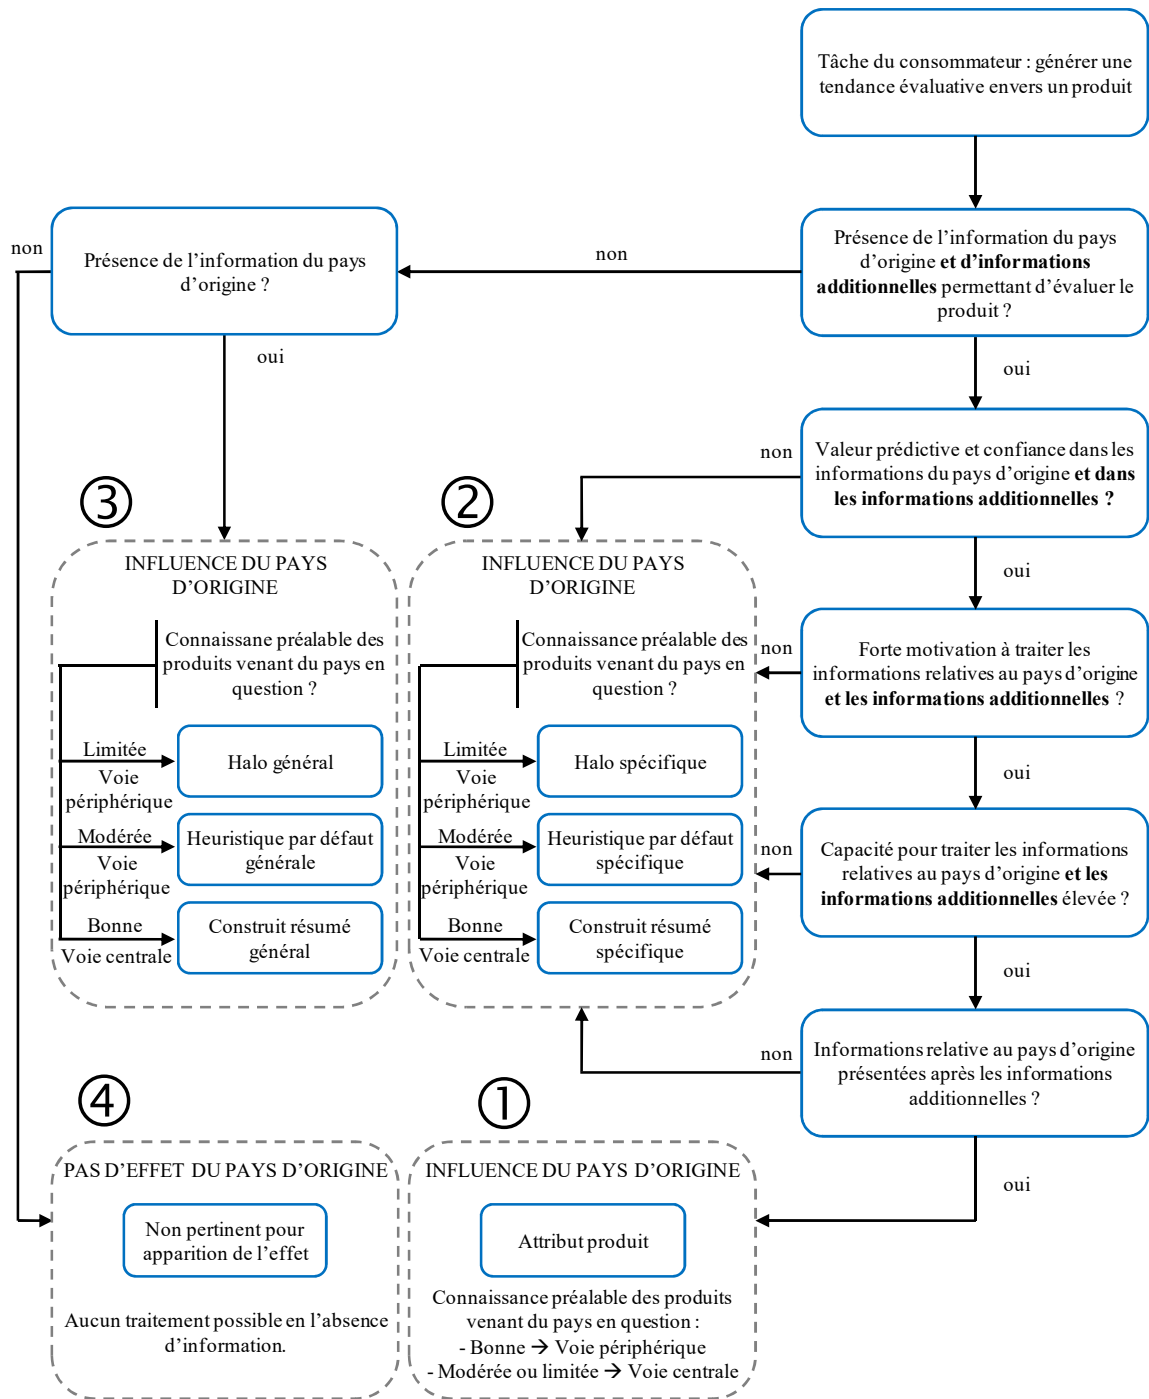 Tâche du consommateur : générer une
tendance évaluative envers un produit
non
Présence de l’information du pays
d’origine ?
non
Présence de l’information du pays
d’origine et d’informations
additionnelles permettant d’évaluer le
produit ?
oui
oui
non
Valeur prédictive et confiance dans les
informations du pays d’origine et dans
les informations additionnelles ?
oui
③
INFLUENCE DU PAYS
D’ORIGINE
Connaissane préalable des
produits venant du pays en
question ?
Limitée
Voie
périphérique
Halo général
Modérée
Voie
périphérique
Heuristique par défaut
générale
Bonne
Voie centrale
Construit résumé
général
②
INFLUENCE DU PAYS
D’ORIGINE
Connaissance préalable des
produits venant du pays en
question ?
Limitée
Voie
périphérique
Halo spécifique
Modérée
Voie
périphérique
Heuristique par défaut
spécifique
Bonne
Voie centrale
Construit résumé
spécifique
non
Forte motivation à traiter les
informations relatives au pays d’origine
et les informations additionnelles ?
oui
non
Capacité pour traiter les informations
relatives au pays d’origine et les
informations additionnelles élevée ?
oui
non
Informations relative au pays d’origine
présentées après les informations
additionnelles ?
oui
④
PAS D’EFFET DU PAYS D’ORIGINE
Non pertinent pour
apparition de l’effet
Aucun traitement possible en l’absence
d’information.
①
INFLUENCE DU PAYS D’ORIGINE
Attribut produit
Connaissance préalable des produits
venant du pays en question :
- Bonne → Voie périphérique
- Modérée ou limitée → Voie centrale